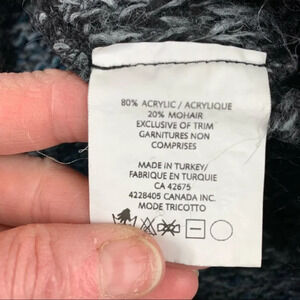 80% ACRYLIC / ACRYLIQUE
20% MOHAIR
EXCLUSIVE OF TRIM
GARNITURES NON
COMPRISES
MADE IN TURKEY/
FABRIQUE EN TURQUIE
CA 42675
4228405 CANADA INC.
MODE TRICOTTO